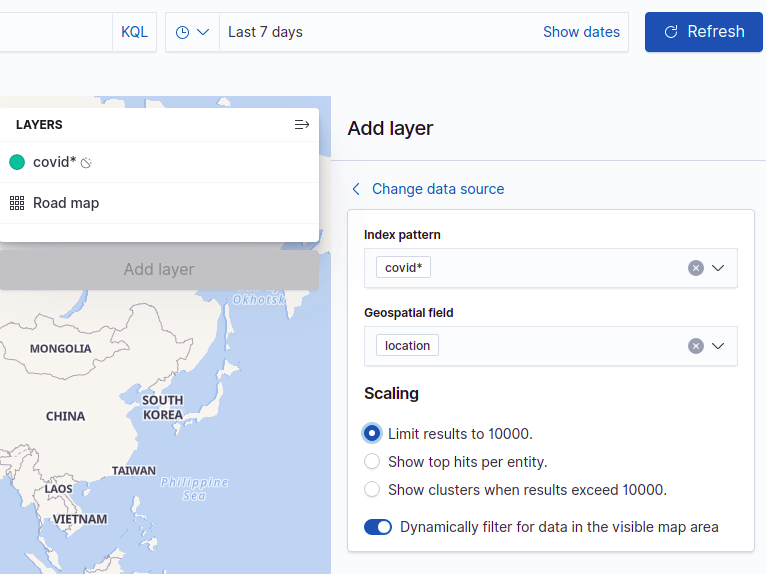 KQL
Last 7 days
Show dates
Refresh
LAYERS
covid*
Road map
Add layer
Okhotsk
MONGOLIA
SOUTH
KOREA
CHINA
TAIWAN
Philippine
Sea
LAOS
VIETNAM
Add layer
Change data source
Index pattern
covid*
Geospatial field
location
Scaling
Limit results to 10000.
Show top hits per entity.
Show clusters when results exceed 10000.
Dynamically filter for data in the visible map area